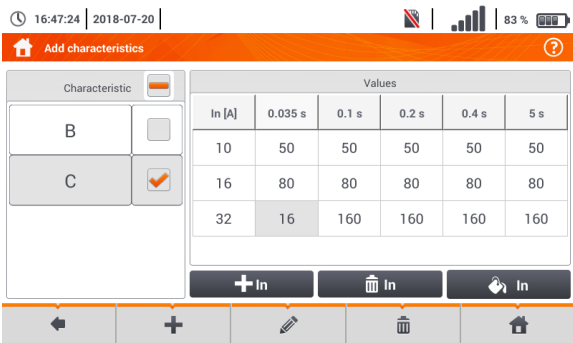 16:47:24 2018-07-20 83 %
Add characteristics ?
Characteristic
B
C
Values
In [A] 0.035 s 0.1 s 0.2 s 0.4 s 5 s
10 50 50 50 50 50
16 80 80 80 80 80
32 16 160 160 160 160
In In In